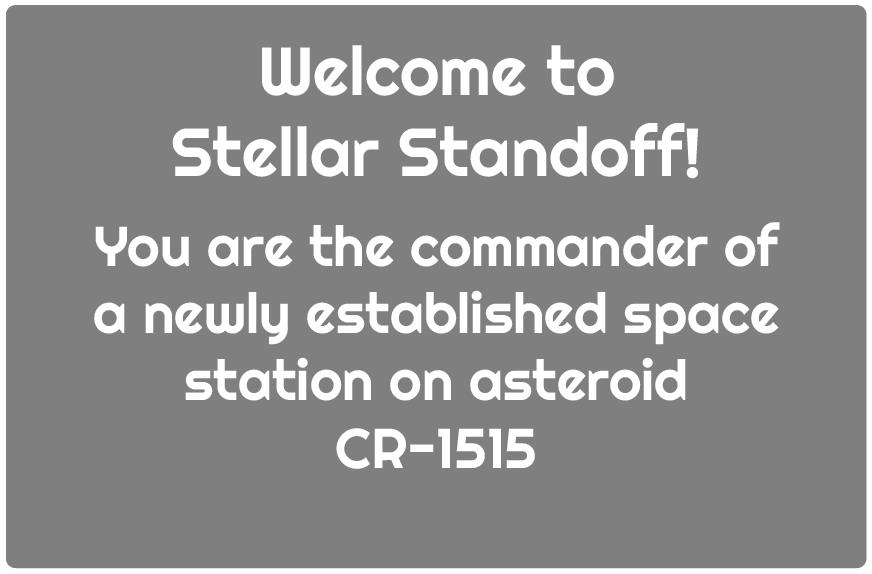 Welcome to
Stellar Standoff!
You are the commander of
a newly established space
station on asteroid
CR-1515